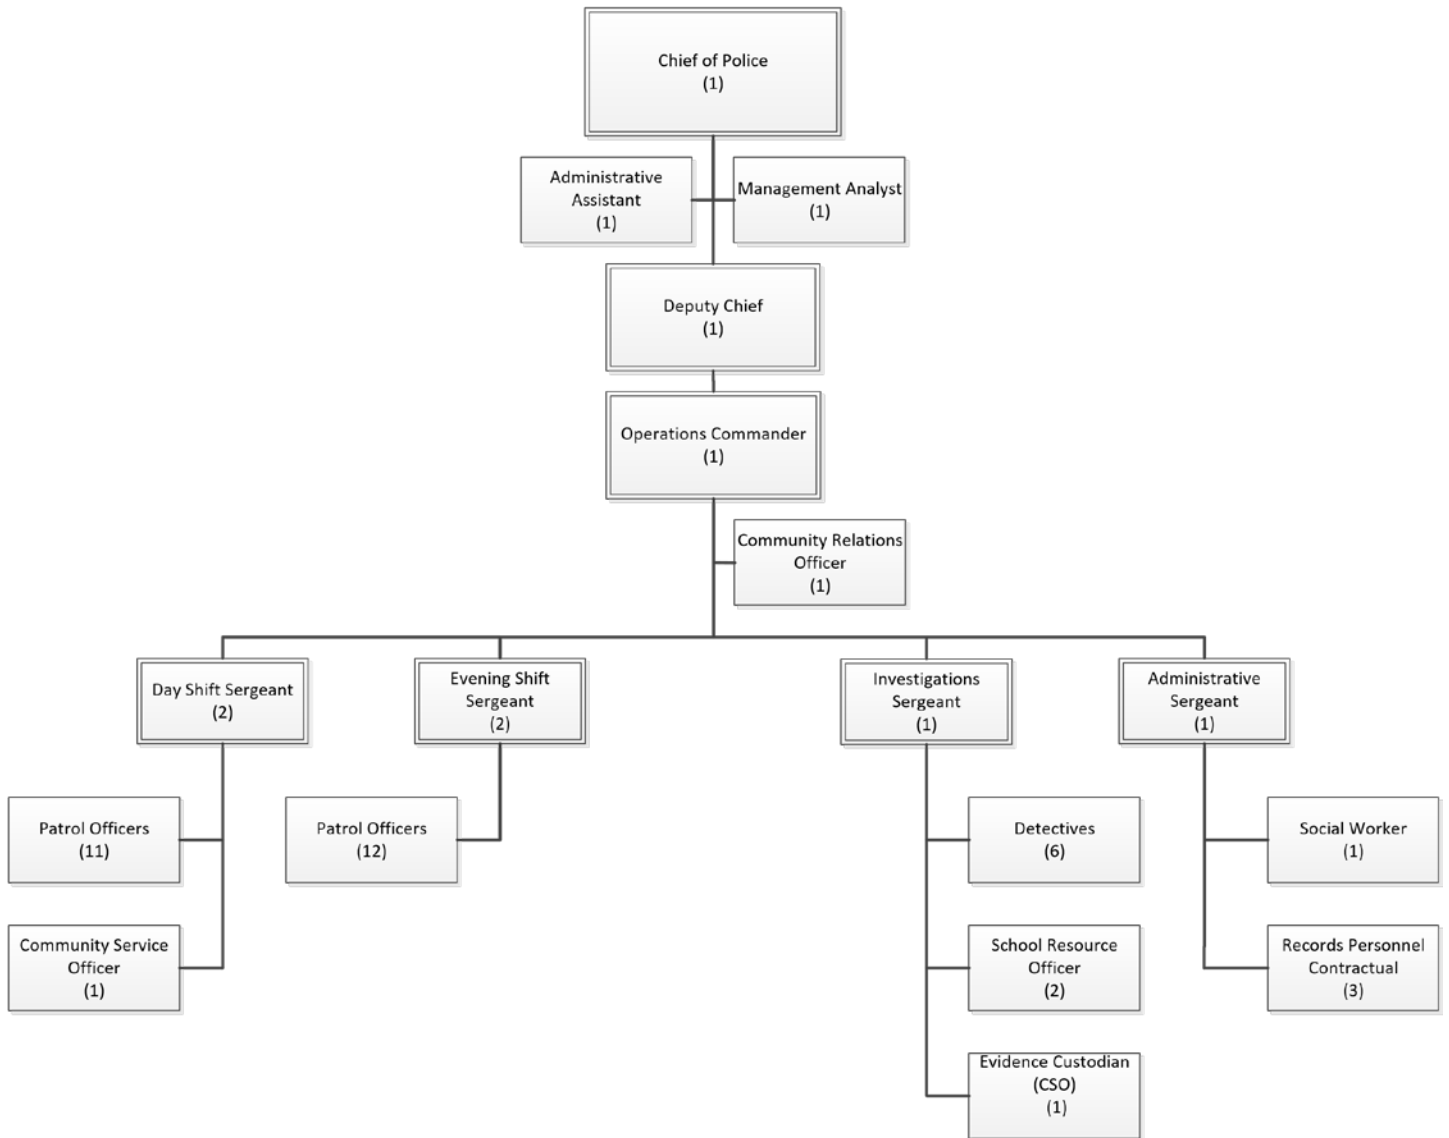 Chief of Police
(1)
Administrative
Assistant
(1)
Management Analyst
(1)
Deputy Chief
(1)
Operations Commander
(1)
Community Relations
Officer
(1)
Day Shift Sergeant
(2)
Evening Shift
Sergeant
(2)
Investigations
Sergeant
(1)
Administrative
Sergeant
(1)
Patrol Officers
(11)
Patrol Officers
(12)
Detectives
(6)
Social Worker
(1)
Community Service
Officer
(1)
School Resource
Officer
(2)
Records Personnel
Contractual
(3)
Evidence Custodian
(CSO)
(1)